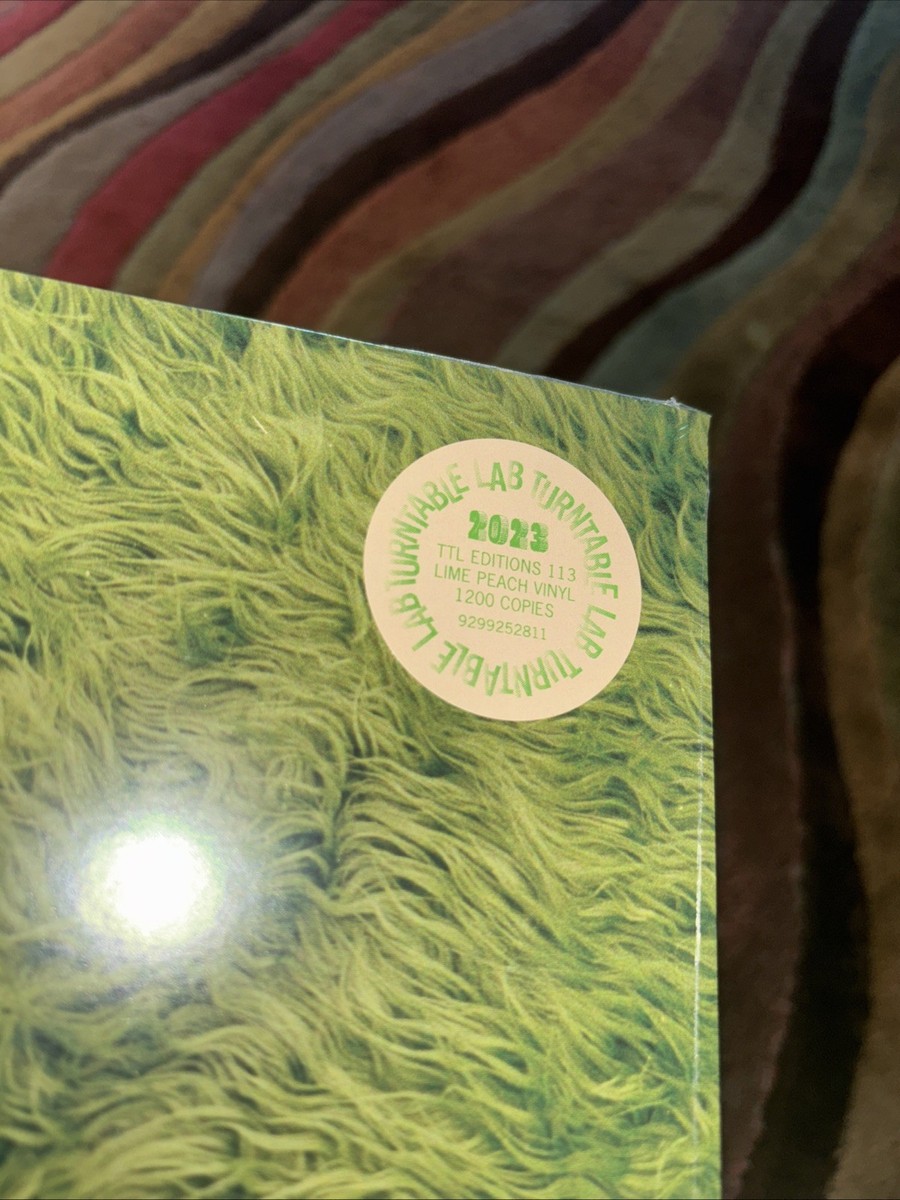 TURNTABLE LAB TURNTABLE LAB TURNTABLE LAB
2023
TTL EDITIONS 113
LIME PEACH VINYL
1200 COPIES
9299252811